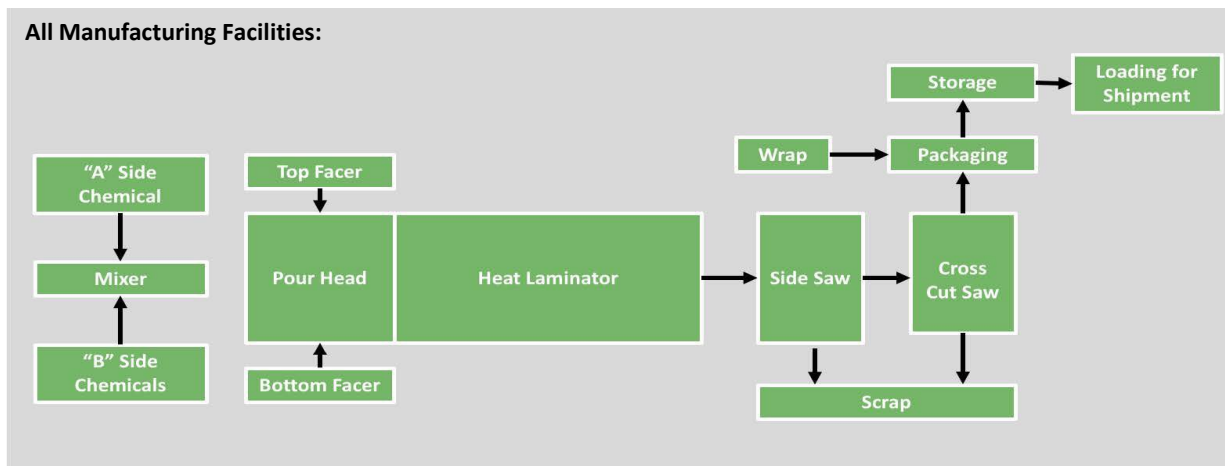 All Manufacturing Facilities:
Storage
Loading for
Shipment
Wrap
Packaging
“A” Side
Chemical
Top Facer
Mixer
Pour Head
Heat Laminator
Side Saw
Cross
Cut Saw
“B” Side
Chemicals
Bottom Facer
Scrap